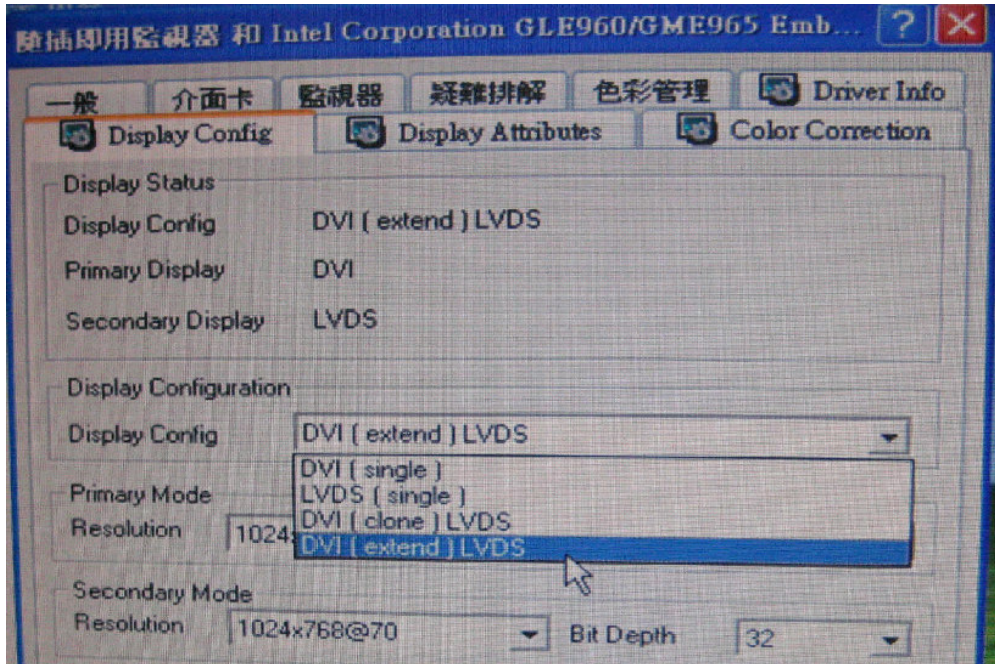 隨插即用監視器 和 Intel Corporation GLE960/GME965 Emb...
一般 介面卡 監視器 疑難排解 色彩管理 Driver Info
Display Config Display Attributes Color Correction
Display Status
Display Config DVI ( extend ) LVDS
Primary Display DVI
Secondary Display LVDS
Display Configuration
Display Config DVI ( extend ) LVDS
DVI ( single )
LVDS ( single )
DVI ( clone ) LVDS
DVI ( extend ) LVDS
Primary Mode
Resolution 1024
Secondary Mode
Resolution 1024x768@70 Bit Depth 32